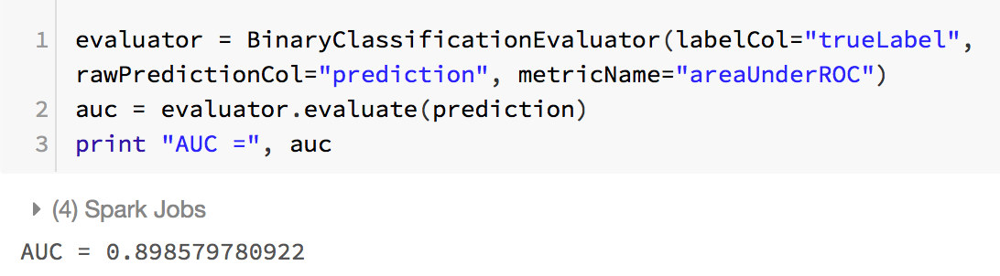 1 evaluator = BinaryClassificationEvaluator(labelCol="trueLabel",
rawPredictionCol="prediction", metricName="areaUnderROC")
2 auc = evaluator.evaluate(prediction)
3 print "AUC =", auc
(4) Spark Jobs
AUC = 0.898579780922